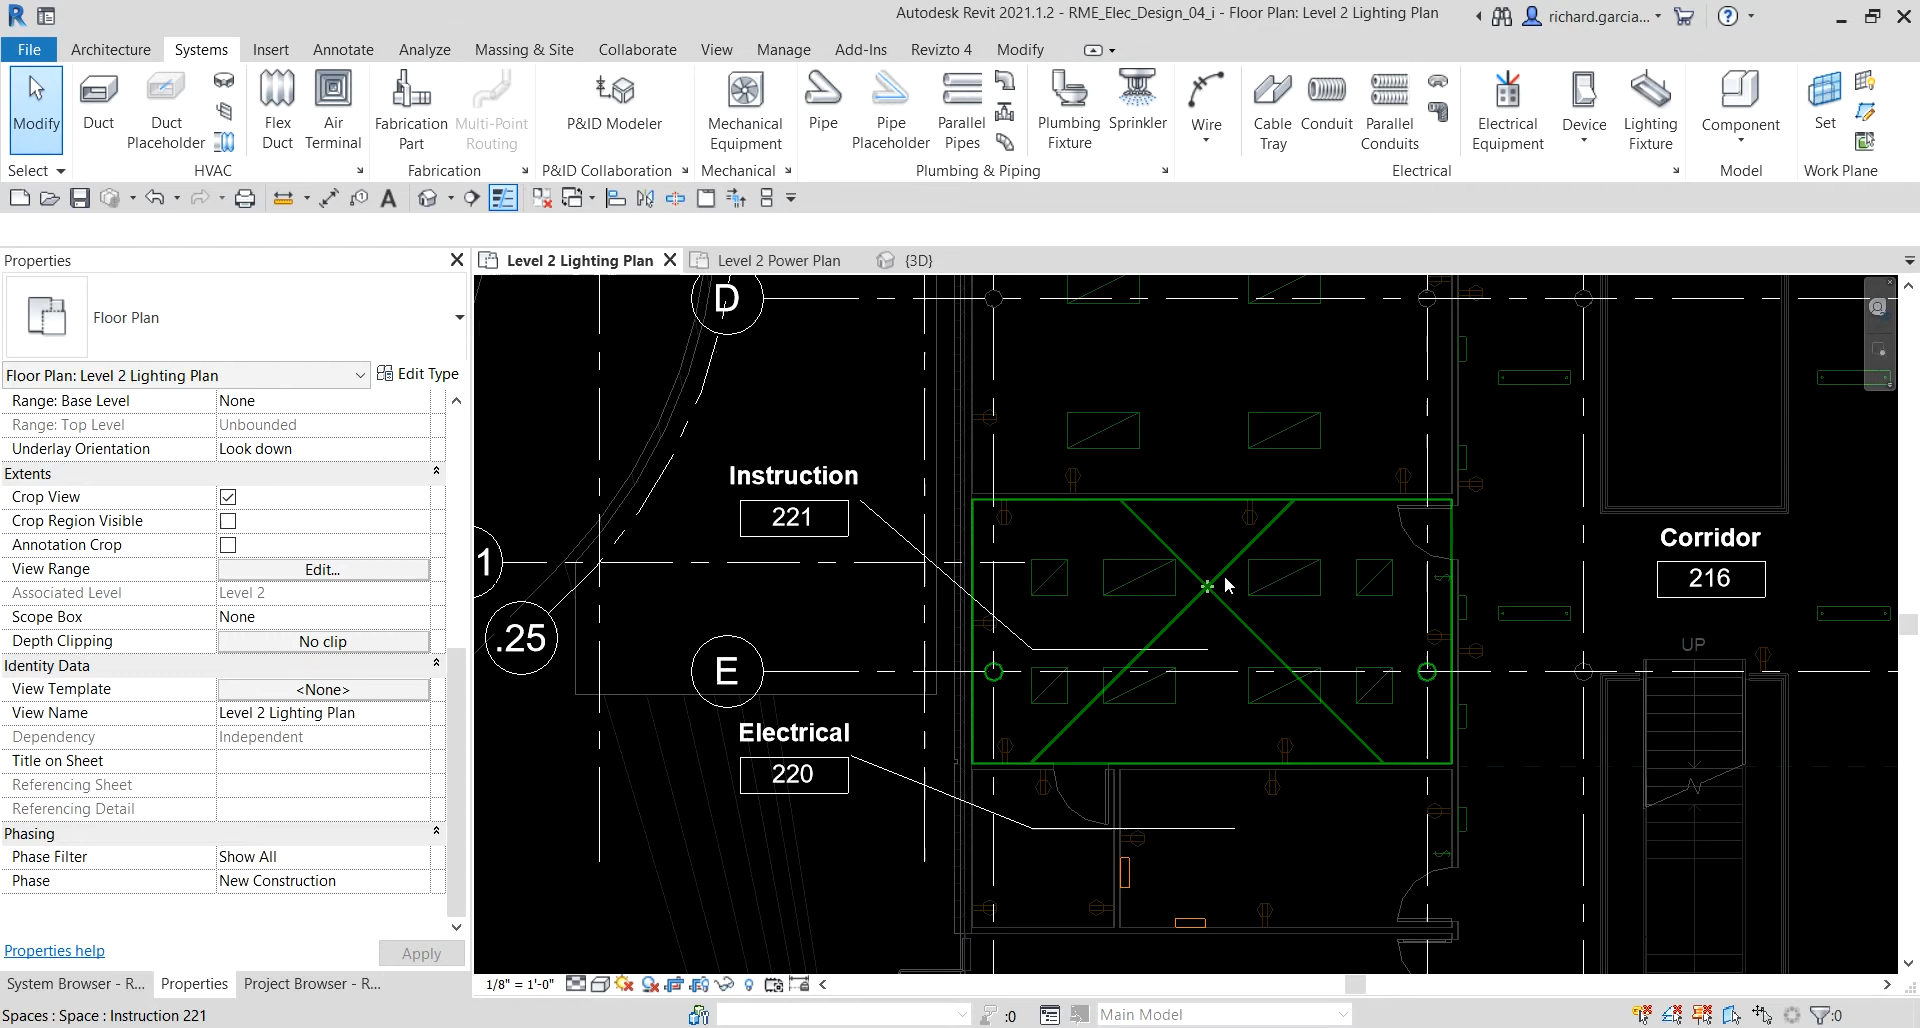 Autodesk Revit 2021.1.2 - RME_Elec_Design_04_i - Floor Plan: Level 2 Lighting Plan
richard.garcia...
File Architecture Systems Insert Annotate Analyze Massing & Site Collaborate View Manage Add-Ins Revizto 4 Modify
Modify
Duct
Duct Placeholder
Flex Duct
Air Terminal
Fabrication Part
Multi-Point Routing
P&ID Modeler
Mechanical Equipment
Pipe
Pipe Placeholder
Parallel Pipes
Plumbing Fixture
Sprinkler
Wire
Cable Tray
Conduit
Parallel Conduits
Electrical Equipment
Device
Lighting Fixture
Component
Set
Select HVAC Fabrication P&ID Collaboration Mechanical Plumbing & Piping Electrical Model Work Plane
Properties
Level 2 Lighting Plan
Level 2 Power Plan
{3D}
Floor Plan
Floor Plan: Level 2 Lighting Plan
Edit Type
Range: Base Level None
Range: Top Level Unbounded
Underlay Orientation Look down
Extents
Crop View
Crop Region Visible
Annotation Crop
View Range Edit...
Associated Level Level 2
Scope Box None
Depth Clipping No clip
Identity Data
View Template <None>
View Name Level 2 Lighting Plan
Dependency Independent
Title on Sheet
Referencing Sheet
Referencing Detail
Phasing
Phase Filter Show All
Phase New Construction
Properties help
Apply
System Browser - R...
Properties
Project Browser - R...
D
Instruction
221
1
.25
E
Electrical
220
Corridor
216
UP
1/8" = 1'-0"
Spaces : Space : Instruction 221
:0
Main Model
:0